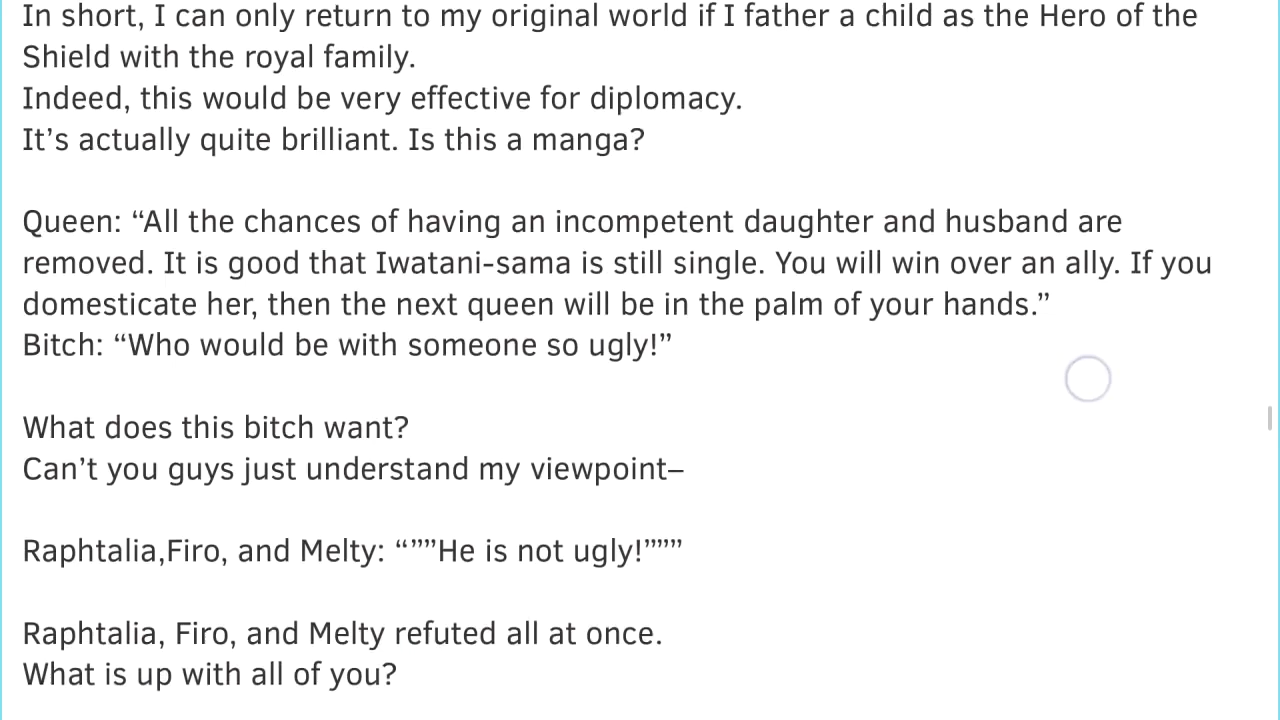 In short, I can only return to my original world if I father a child as the Hero of the
Shield with the royal family.
Indeed, this would be very effective for diplomacy.
It’s actually quite brilliant. Is this a manga?
Queen: “All the chances of having an incompetent daughter and husband are
removed. It is good that Iwatani-sama is still single. You will win over an ally. If you
domesticate her, then the next queen will be in the palm of your hands.”
Bitch: “Who would be with someone so ugly!”
What does this bitch want?
Can’t you guys just understand my viewpoint–
Raphtalia,Firo, and Melty: “””He is not ugly!”””
Raphtalia, Firo, and Melty refuted all at once.
What is up with all of you?